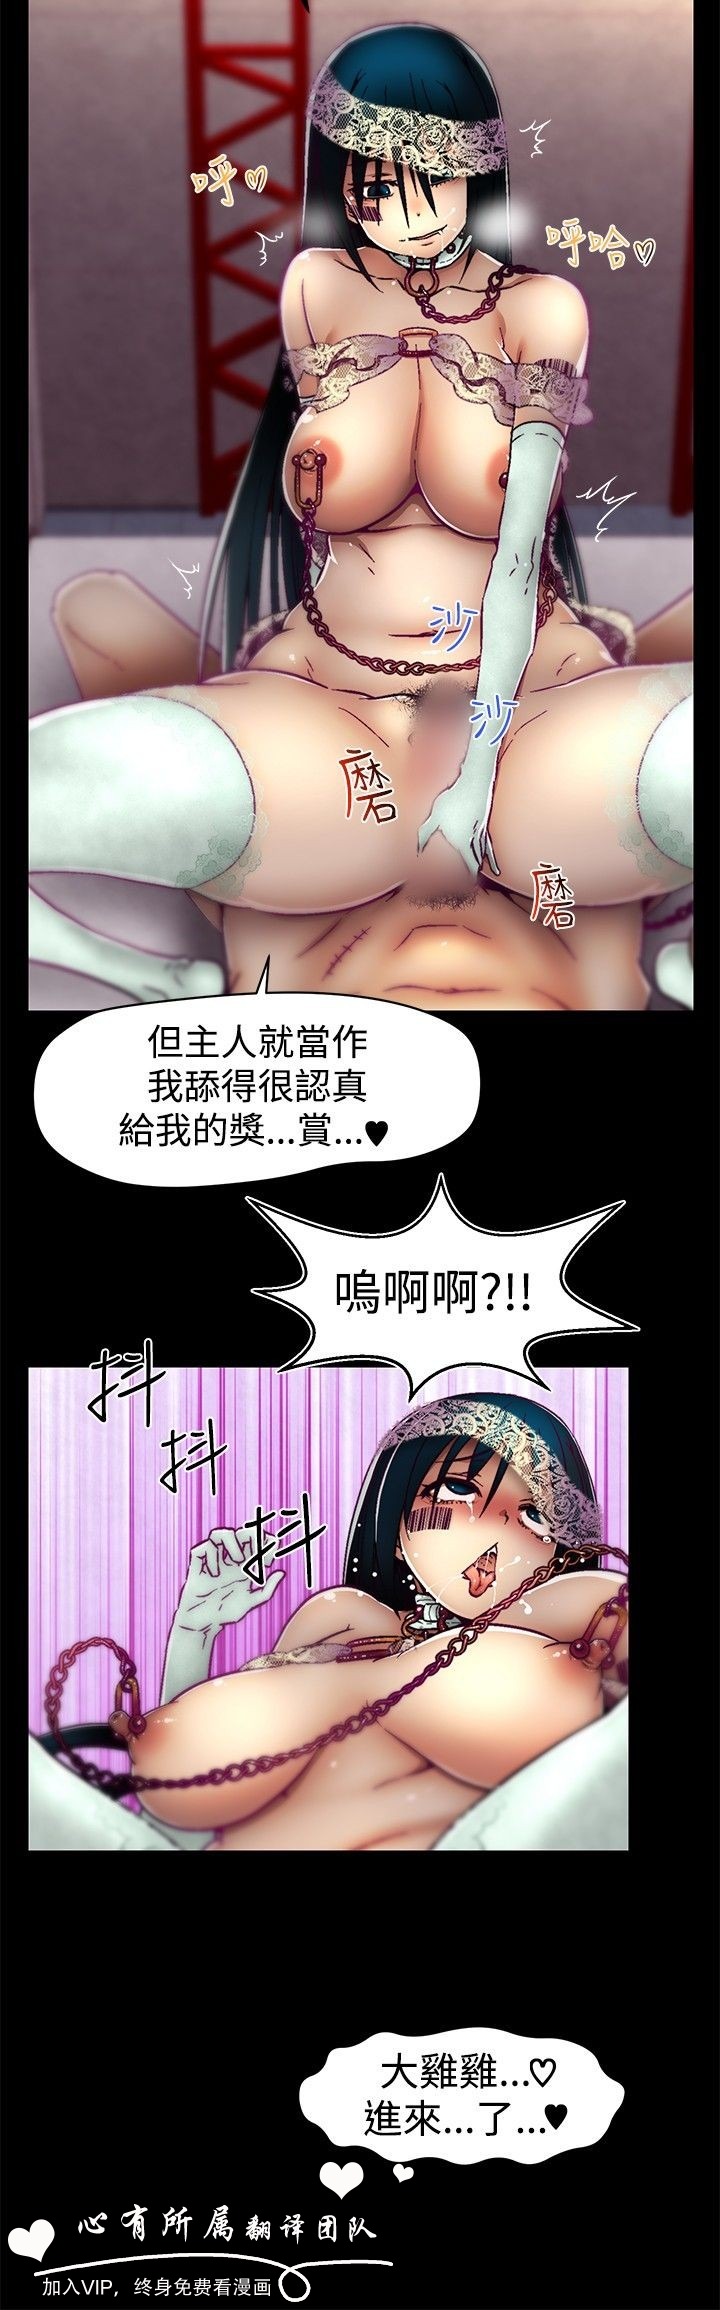 呼♡
呼哈♡
沙
沙
磨
磨
但主人就當作
我舔得很認真
給我的獎...賞...♥
嗚啊啊?!!
抖
抖
抖
大雞雞...♡
進來...了...♥
心有所属翻译团队
加入VIP，终身免费看漫画